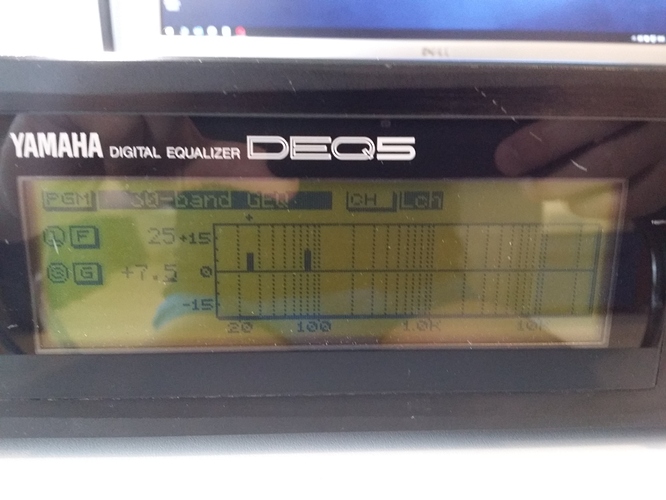 YAMAHA DIGITAL EQUALIZER DEQ5
PGM 30-band GEQ CH Lch
Q F 25 +15
S G +7.5 0
-15
20 100 1.0K 10K